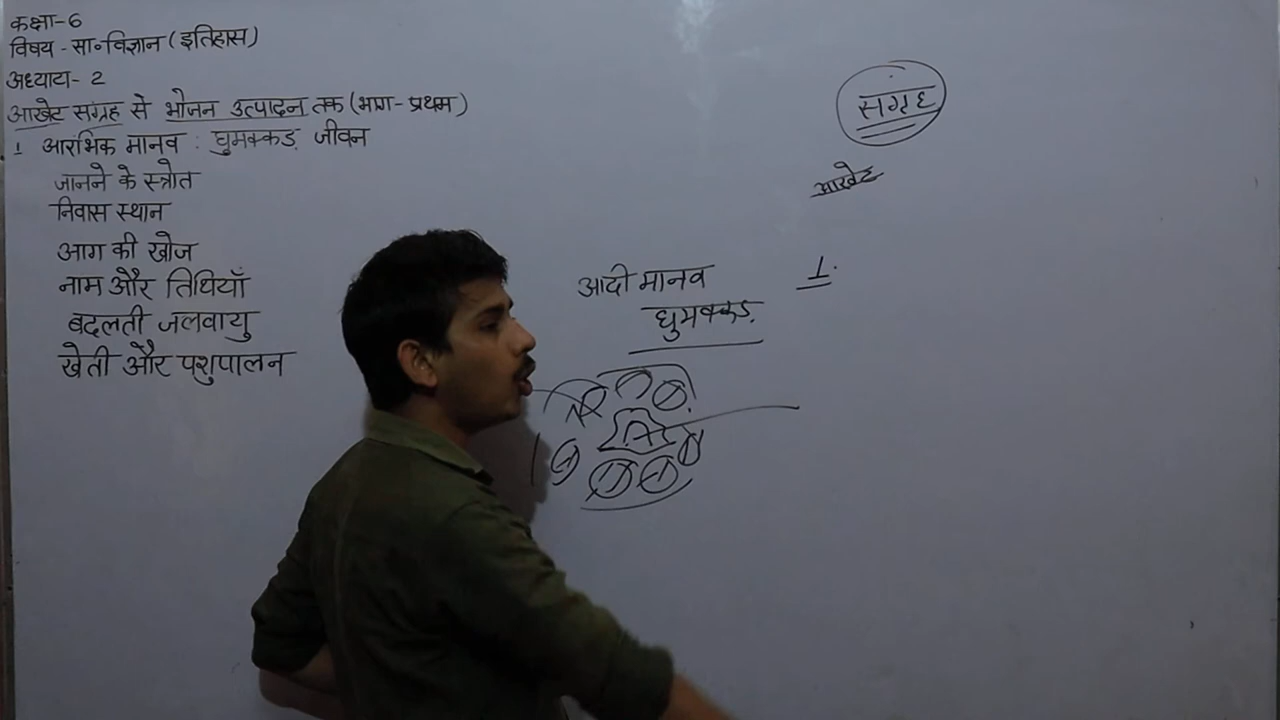 कक्षा-6
विषय - सा॰विज्ञान (इतिहास)
अध्याटा- 2
आखेट संग्रह से भोजन उत्पादन तक (भाग- प्रथम)
1 आरंभिक मानव : घुमक्कड़ जीवन
जानने के स्त्रोत
निवास स्थान
आग की खोज
नाम और तिथियाँ
बदलती जलवायु
खेती और पशुपालन
संग्रह
आखेट
आदी मानव
1.
घुमक्कड़